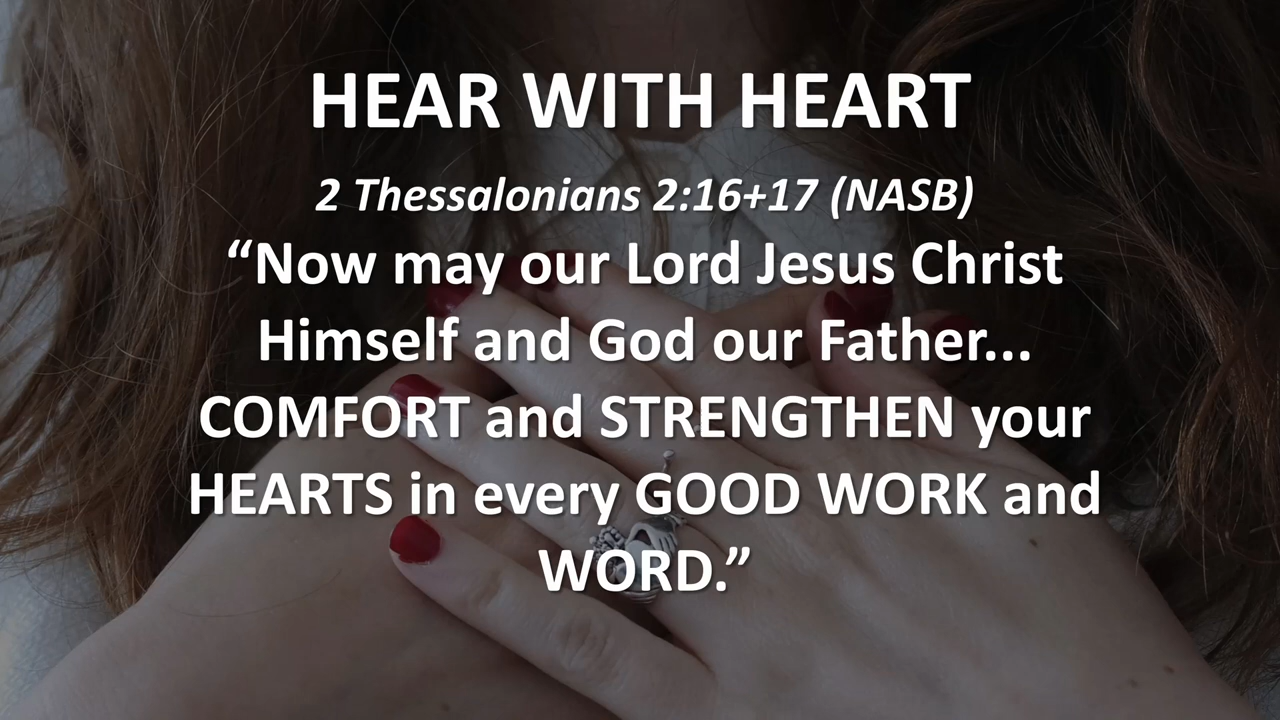 HEAR WITH HEART
2 Thessalonians 2:16+17 (NASB)
“Now may our Lord Jesus Christ
Himself and God our Father...
COMFORT and STRENGTHEN your
HEARTS in every GOOD WORK and
WORD.”